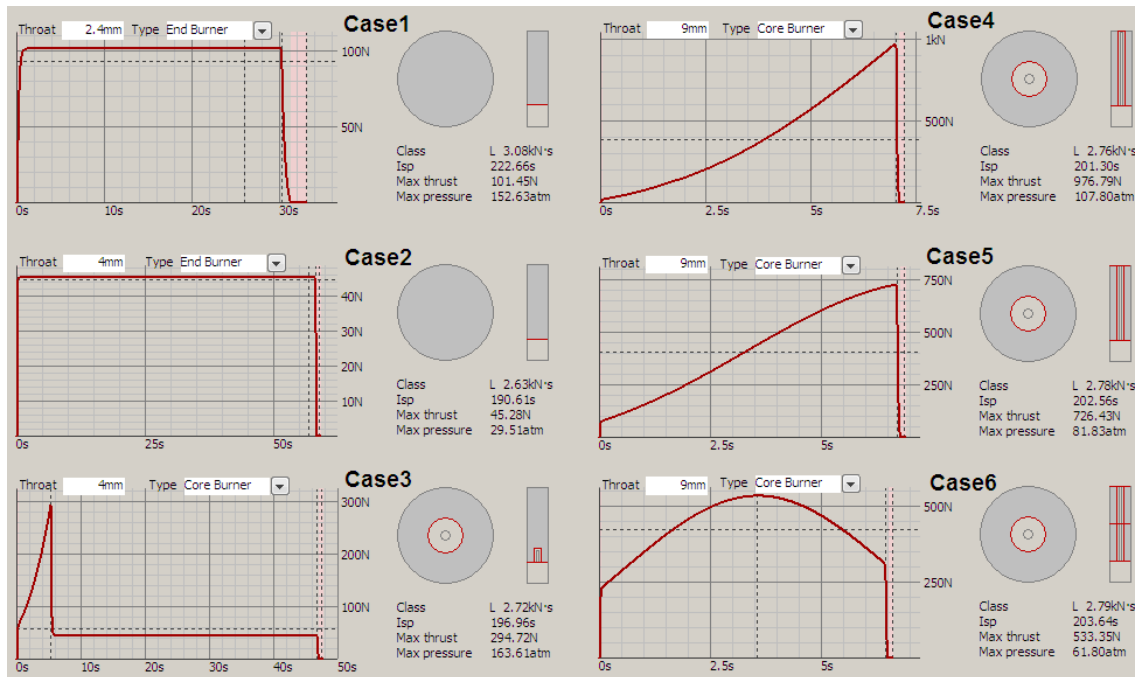 Case1
Throat 2.4mm Type End Burner
100N
50N
0s 10s 20s 30s
Class L 3.08kN·s
Isp 222.66s
Max thrust 101.45N
Max pressure 152.63atm
Case2
Throat 4mm Type End Burner
40N
30N
20N
10N
0s 25s 50s
Class L 2.63kN·s
Isp 190.61s
Max thrust 45.28N
Max pressure 29.51atm
Case3
Throat 4mm Type Core Burner
300N
200N
100N
0s 10s 20s 30s 40s 50s
Class L 2.72kN·s
Isp 196.96s
Max thrust 294.72N
Max pressure 163.61atm
Case4
Throat 9mm Type Core Burner
1kN
500N
0s 2.5s 5s 7.5s
Class L 2.76kN·s
Isp 201.30s
Max thrust 976.79N
Max pressure 107.80atm
Case5
Throat 9mm Type Core Burner
750N
500N
250N
0s 2.5s 5s
Class L 2.78kN·s
Isp 202.56s
Max thrust 726.43N
Max pressure 81.83atm
Case6
Throat 9mm Type Core Burner
500N
250N
0s 2.5s 5s
Class L 2.79kN·s
Isp 203.64s
Max thrust 533.35N
Max pressure 61.80atm